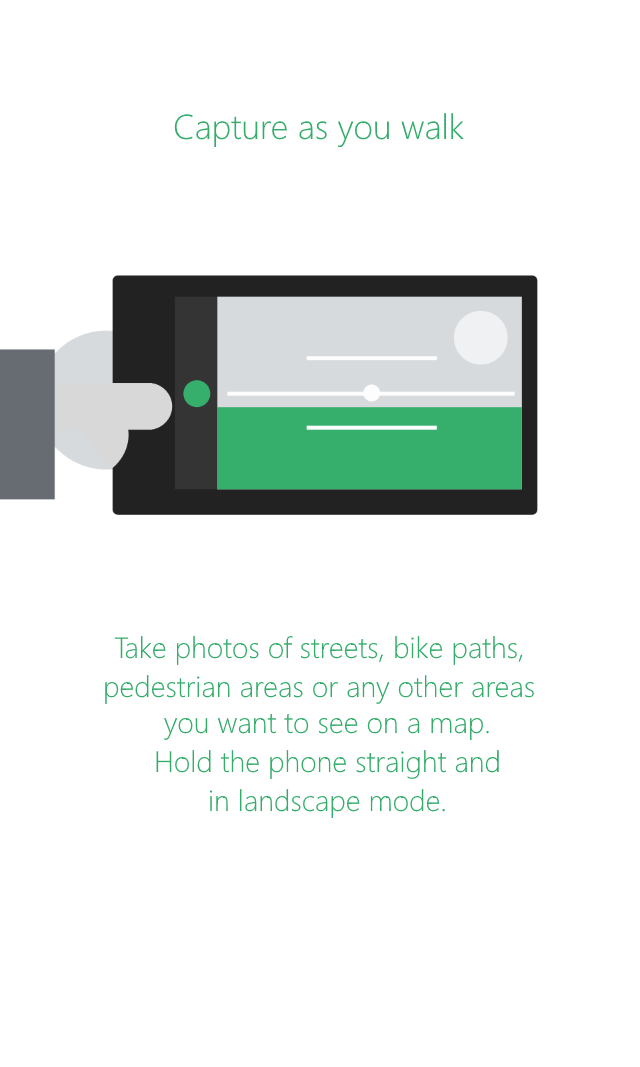 Capture as you walk
Take photos of streets, bike paths,
pedestrian areas or any other areas
you want to see on a map.
Hold the phone straight and
in landscape mode.